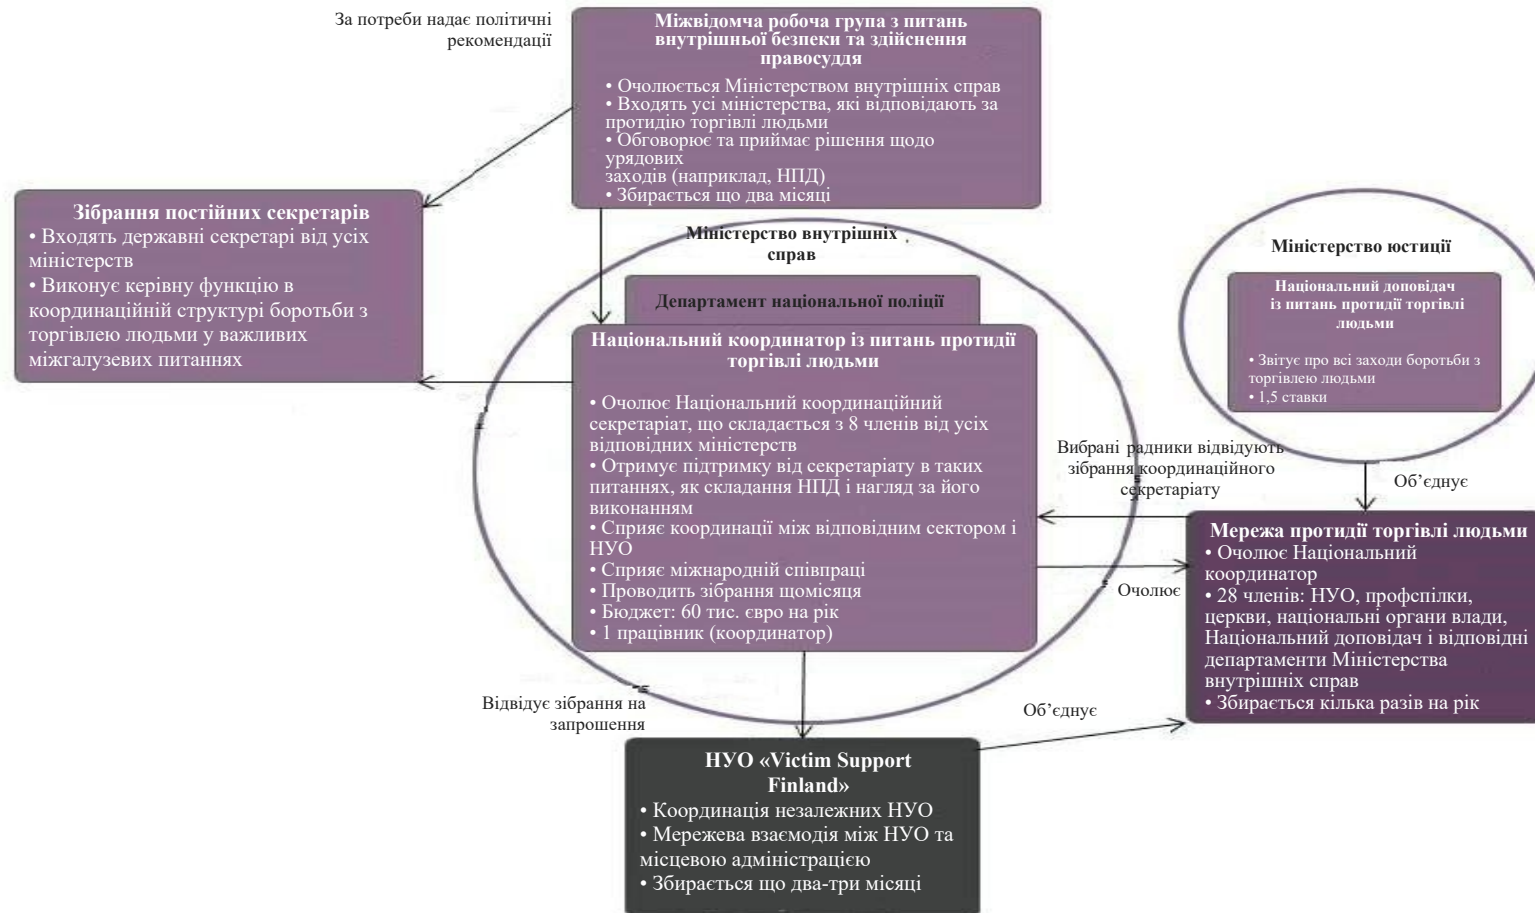 За потреби надає політичні
рекомендації
Міжвідомча робоча група з питань
внутрішньої безпеки та здійснення
правосуддя
• Очолюється Міністерством внутрішніх справ
• Входять усі міністерства, які відповідають за
протидію торгівлі людьми
• Обговорює та приймає рішення щодо
урядових
заходів (наприклад, НПД)
• Збирається що два місяці
Зібрання постійних секретарів
• Входять державні секретарі від усіх
міністерств
• Виконує керівну функцію в
координаційній структурі боротьби з
торгівлею людьми у важливих
міжгалузевих питаннях
Міністерство внутрішніх
справ
Департамент національної поліції
Національний координатор із питань протидії
торгівлі людьми
• Очолює Національний координаційний
секретаріат, що складається з 8 членів від усіх
відповідних міністерств
• Отримує підтримку від секретаріату в таких
питаннях, як складання НПД і нагляд за його
виконанням
• Сприяє координації між відповідним сектором і
НУО
• Сприяє міжнародній співпраці
• Проводить зібрання щомісяця
• Бюджет: 60 тис. євро на рік
• 1 працівник (координатор)
Міністерство юстиції
Національний доповідач
із питань протидії торгівлі
людьми
• Звітує про всі заходи боротьби з
торгівлею людьми
• 1,5 ставки
Вибрані радники відвідують
зібрання координаційного
секретаріату
Об’єднує
Очолює
Мережа протидії торгівлі людьми
• Очолює Національний
координатор
• 28 членів: НУО, профспілки,
церкви, національні органи влади,
Національний доповідач і відповідні
департаменти Міністерства
внутрішніх справ
• Збирається кілька разів на рік
Відвідує зібрання на
запрошення
Об’єднує
НУО «Victim Support
Finland»
• Координація незалежних НУО
• Мережева взаємодія між НУО та
місцевою адміністрацією
• Збирається що два-три місяці